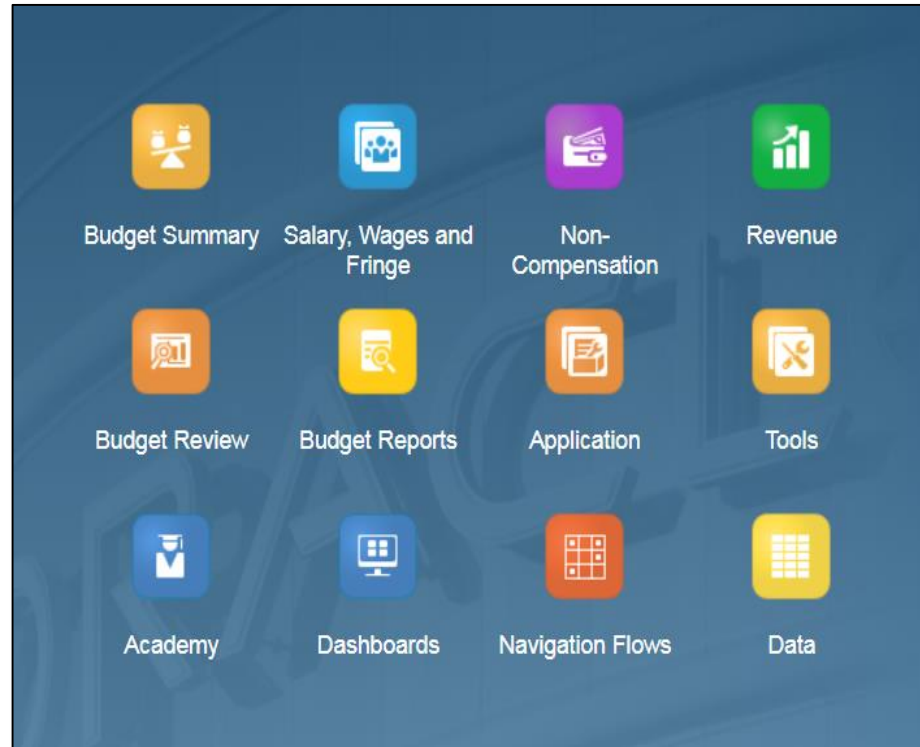 Budget Summary
Salary, Wages and
Fringe
Non-
Compensation
Revenue
Budget Review
Budget Reports
Application
Tools
Academy
Dashboards
Navigation Flows
Data
ORACL